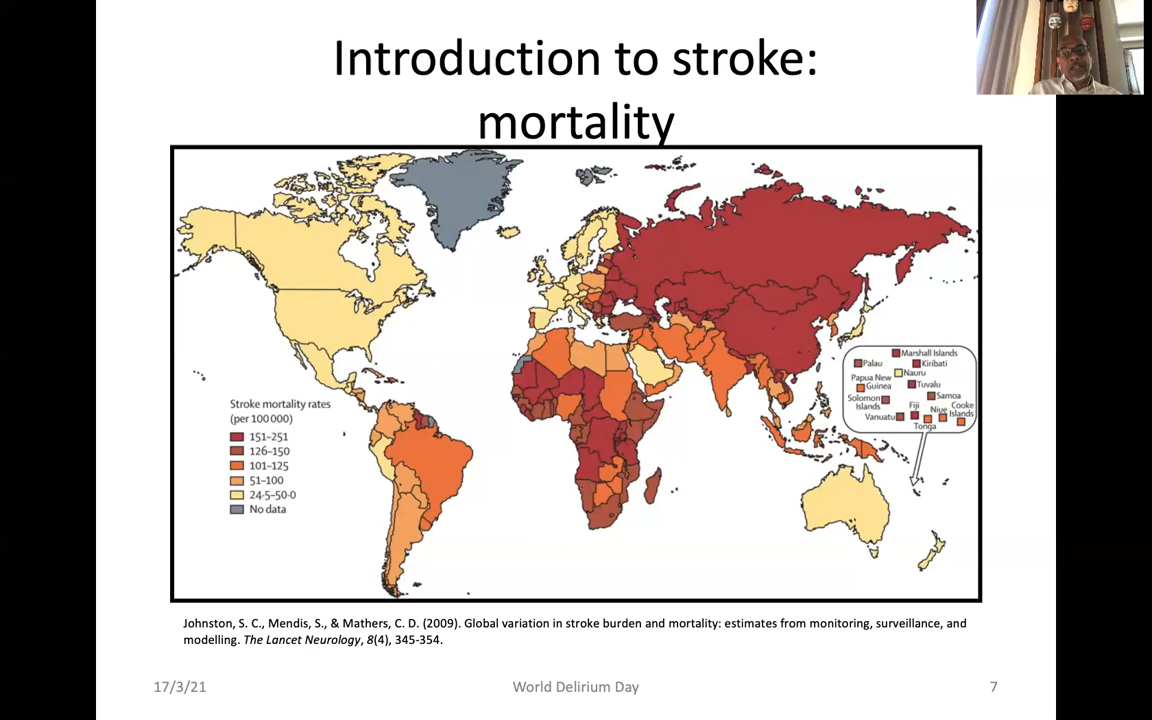 Introduction to stroke:
mortality
Stroke mortality rates
(per 100 000)
151–251
126–150
101–125
51–100
24·5–50·0
No data
Marshall Islands
Palau
Kiribati
Nauru
Papua New
Guinea
Tuvalu
Solomon
Islands
Samoa
Fiji
Niue
Cooke
Islands
Vanuatu
Tonga
Johnston, S. C., Mendis, S., & Mathers, C. D. (2009). Global variation in stroke burden and mortality: estimates from monitoring, surveillance, and
modelling. The Lancet Neurology, 8(4), 345-354.
17/3/21
World Delirium Day
7